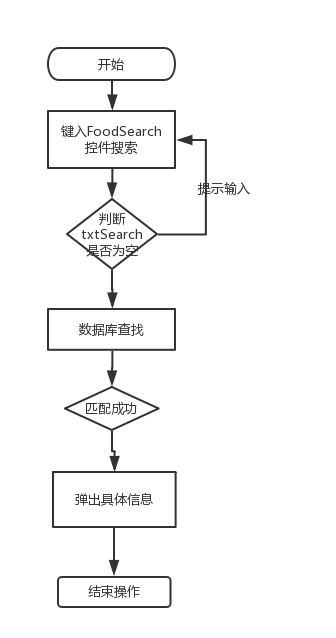 开始
键入FoodSearch
控件搜索
提示输入
判断
txtSearch
是否为空
数据库查找
匹配成功
弹出具体信息
结束操作